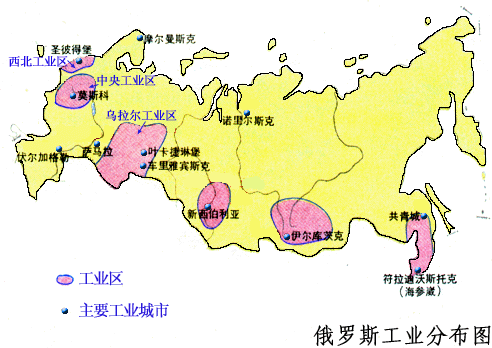 摩尔曼斯克
圣彼得堡
西北工业区
中央工业区
莫斯科
乌拉尔工业区
诺里尔斯克
萨马拉
伏尔加格勒
叶卡捷琳堡
车里雅宾斯克
新西伯利亚
共青城
伊尔库茨克
符拉迪沃斯托克
(海参崴)
工业区
主要工业城市
俄罗斯工业分布图